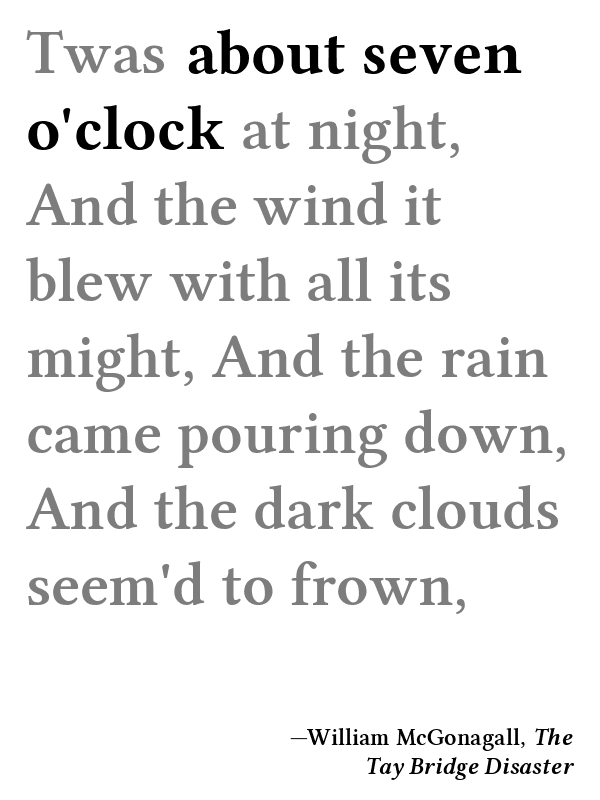 Twas about seven
o'clock at night,
And the wind it
blew with all its
might, And the rain
came pouring down,
And the dark clouds
seem'd to frown,
—William McGonagall, The
Tay Bridge Disaster